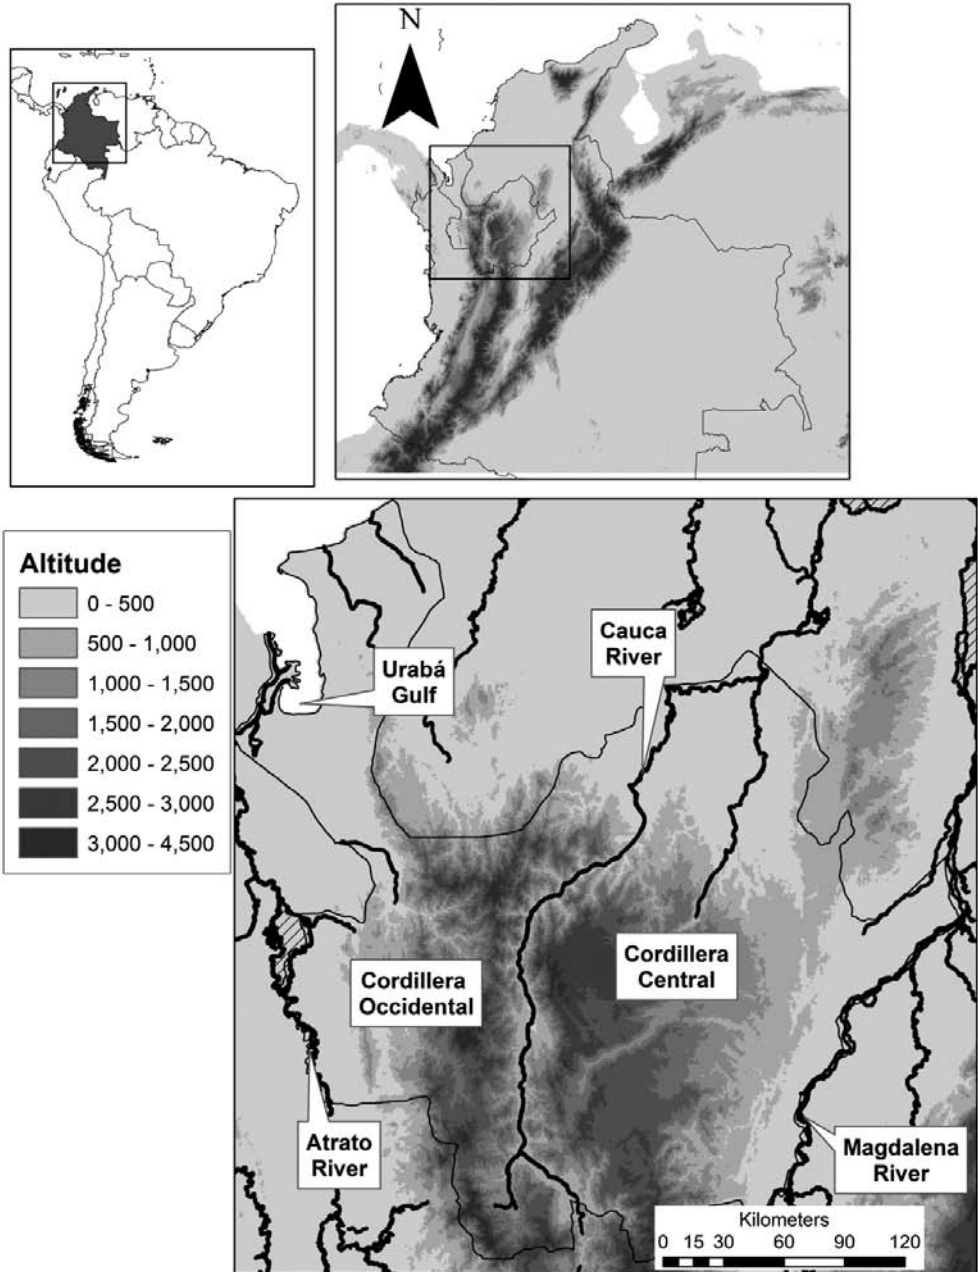 N
Altitude
0 - 500
500 - 1,000
1,000 - 1,500
1,500 - 2,000
2,000 - 2,500
2,500 - 3,000
3,000 - 4,500
Urabá
Gulf
Cauca
River
Cordillera
Occidental
Cordillera
Central
Atrato
River
Magdalena
River
Kilometers
0 15 30 60 90 120